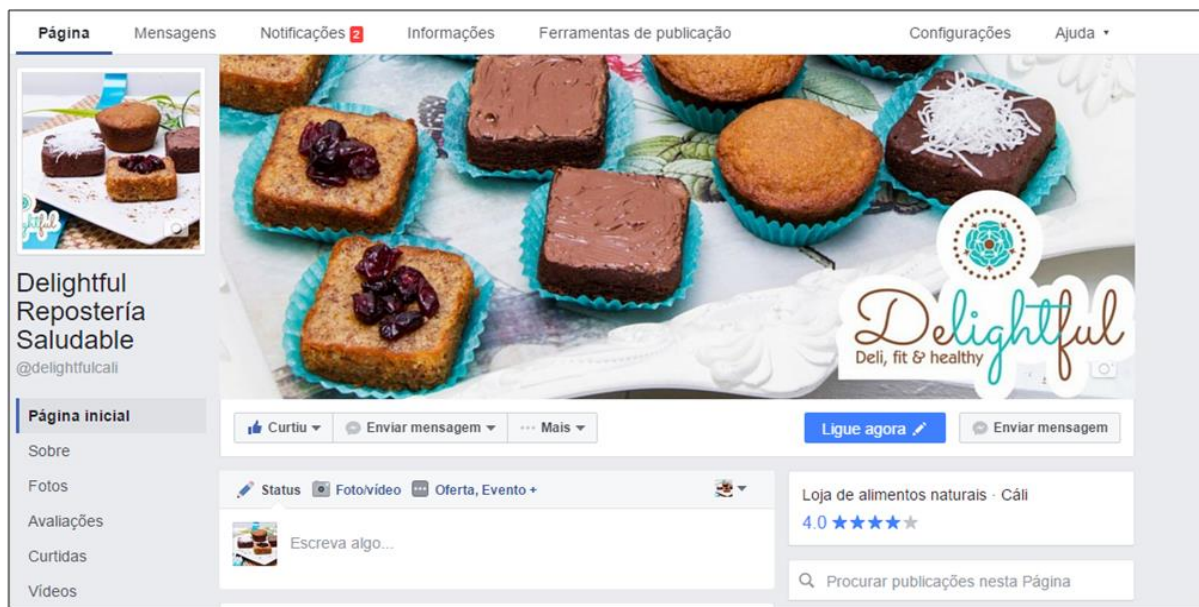 Página Mensagens Notificações 2 Informações Ferramentas de publicação Configurações Ajuda
Delightful
Deli, fit & healthy
Delightful
Repostería
Saludable
@delightfulcali
Página inicial
Sobre
Fotos
Avaliações
Curtidas
Vídeos
Curtiu Enviar mensagem ··· Mais Ligue agora Enviar mensagem
Status Foto/vídeo Oferta, Evento +
Escreva algo...
Loja de alimentos naturais · Cáli
4.0 ★★★★★
Procurar publicações nesta Página